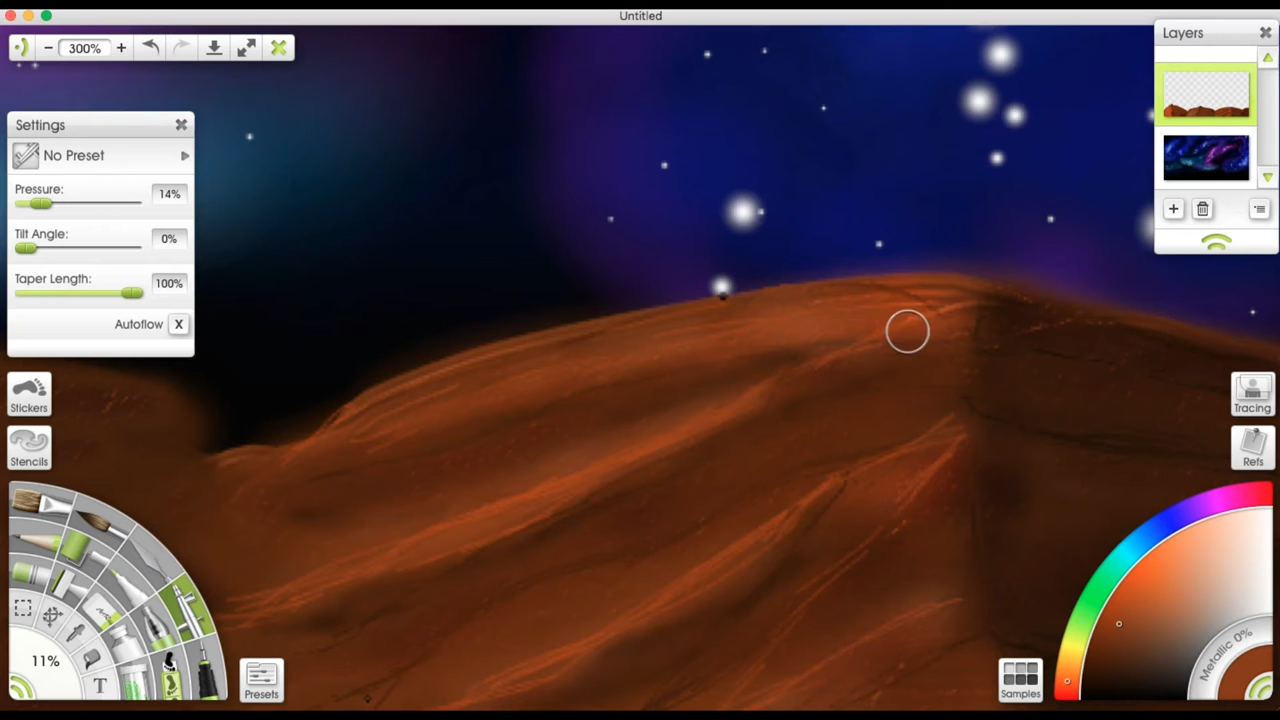 Untitled
300%
Layers
Settings
No Preset
Pressure:
14%
Tilt Angle:
0%
Taper Length:
100%
Autoflow X
Stickers
Stencils
Tracing
Refs
11%
T
Presets
Samples
Metallic 0%